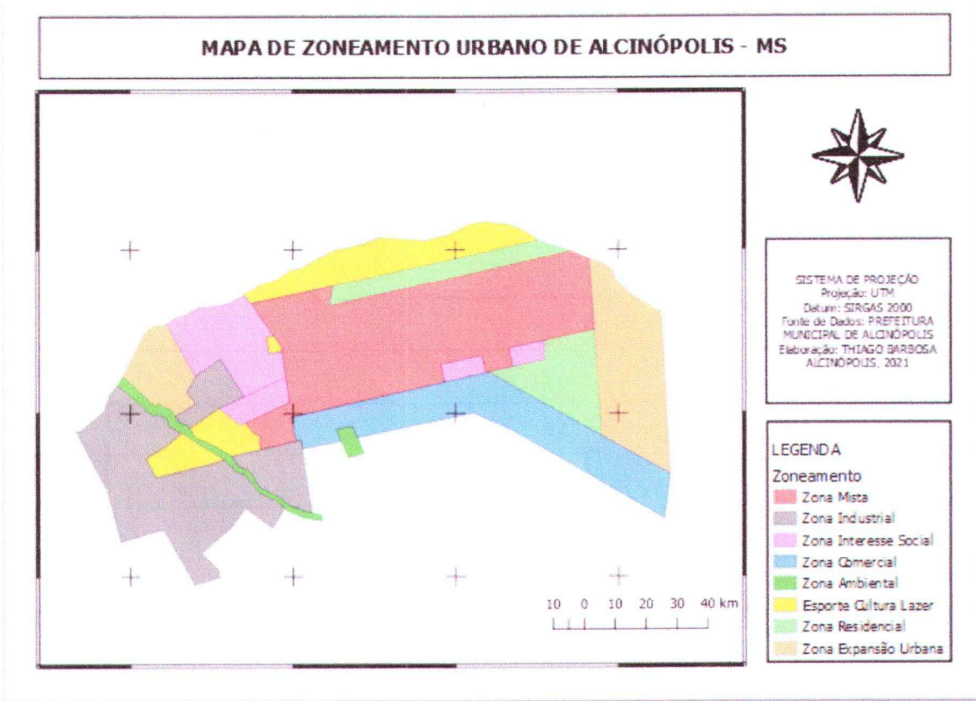 MAPA DE ZONEAMENTO URBANO DE ALCINÓPOLIS - MS
SISTEMA DE PROJEÇÃO
Projeção: UTM
Datum: SIRGAS 2000
Fonte de Dados: PREFEITURA
MUNICIPAL DE ALCINÓPOLIS
Elaboração: THIAGO BARBOSA
ALCINÓPOLIS, 2021
LEGENDA
Zoneamento
Zona Mista
Zona Industrial
Zona Interesse Social
Zona Comercial
Zona Ambiental
Esporte Cultura Lazer
Zona Residencial
Zona Expansão Urbana
10 0 10 20 30 40 km